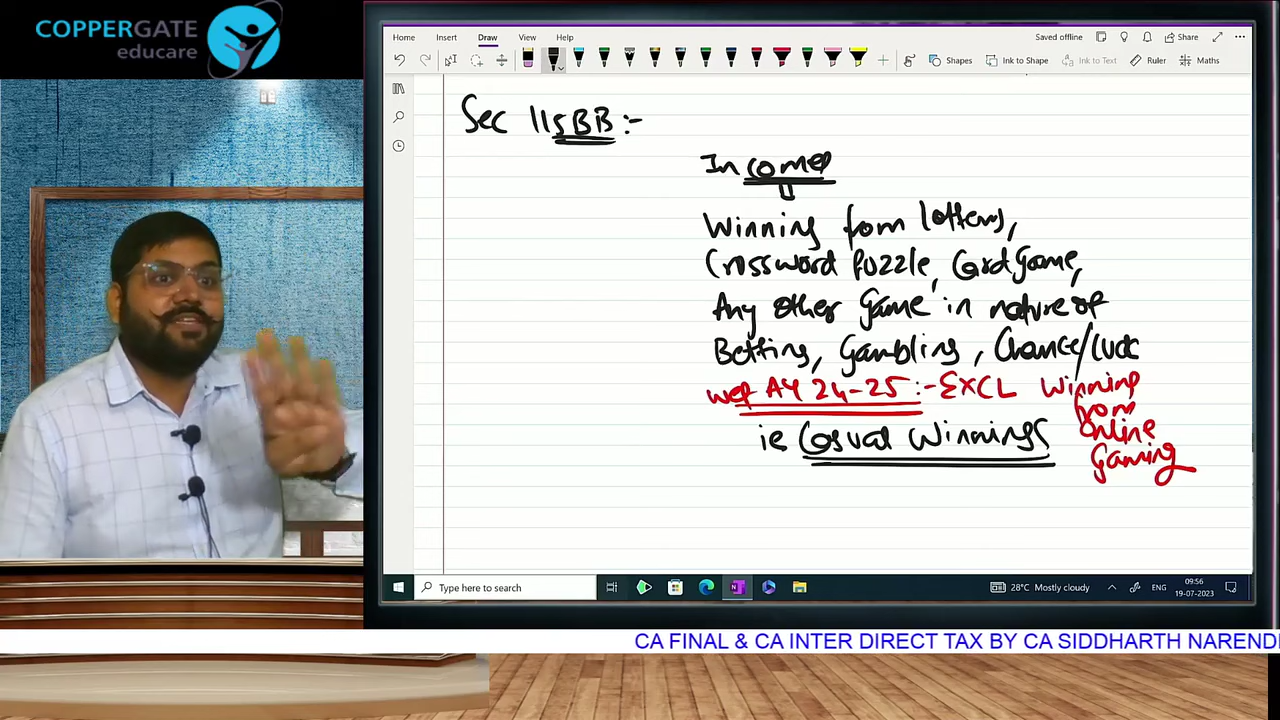 COPPERGATE
educare
Home Insert Draw View Help
Saved offline
Share
Shapes
Ink to Shape
Ink to Text
Ruler
Maths
Sec 115BB:-
Income
Winning from lottery,
Crossword Puzzle, Card Game,
Any other Game in nature of
Betting, Gambling, Chance/Luck
wef AY 24-25 :- EXCL Winning
from
Online
Gaming
ie Casual Winnings
Type here to search
28°C Mostly cloudy
ENG
09:56
19-07-2023
CA FINAL & CA INTER DIRECT TAX BY CA SIDDHARTH NARENDI